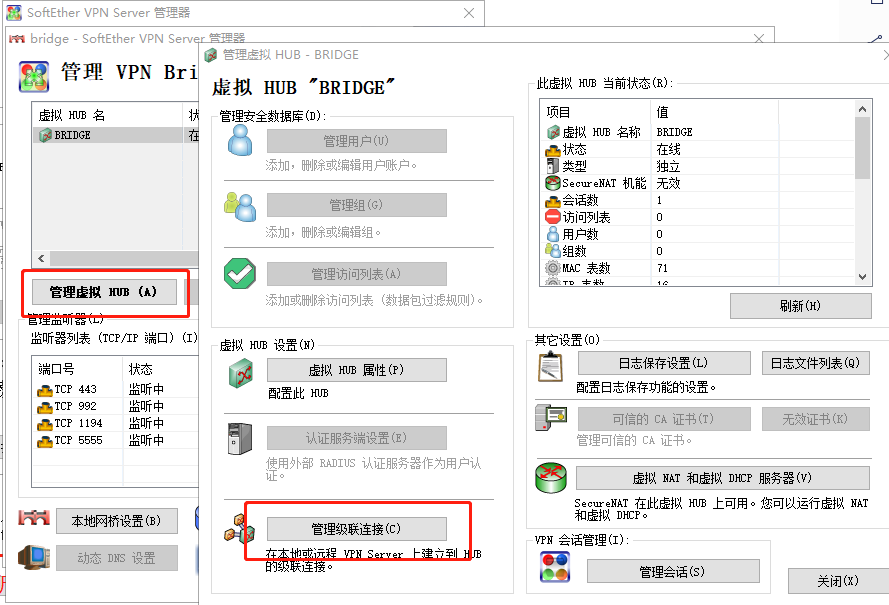 SoftEther VPN Server 管理器
bridge - SoftEther VPN Server 管理器
管理 VPN Bri
虚拟 HUB 名
状
BRIDGE
在
管理虚拟 HUB (A)
管理监听器(L)
监听器列表 (TCP/IP 端口) (I)
端口号
状态
TCP 443
监听中
TCP 992
监听中
TCP 1194
监听中
TCP 5555
监听中
本地网桥设置(B)
动态 DNS 设置
管理虚拟 HUB - BRIDGE
虚拟 HUB "BRIDGE"
管理安全数据库(D):
管理用户(U)
添加, 删除或编辑用户账户。
管理组(G)
添加, 删除或编辑组。
管理访问列表(A)
添加或删除访问列表 (数据包过滤规则)。
虚拟 HUB 设置(N)
虚拟 HUB 属性(P)
配置此 HUB
认证服务端设置(E)
使用外部 RADIUS 认证服务器作为用户认
证。
管理级联连接(C)
在本地或远程 VPN Server 上建立到 HUB
的级联连接。
此虚拟 HUB 当前状态(R):
项目
值
虚拟 HUB 名称
BRIDGE
状态
在线
类型
独立
SecureNAT 机能
无效
会话数
1
访问列表
0
用户数
0
组数
0
MAC 表数
71
IP 表数
16
刷新(H)
其它设置(O)
日志保存设置(L)
日志文件列表(Q)
配置日志保存功能的设置。
可信的 CA 证书(T)
无效证书(K)
管理可信的 CA 证书。
虚拟 NAT 和虚拟 DHCP 服务器(V)
SecureNAT 在此虚拟 HUB 上可用。您可以运行虚拟 NAT
和虚拟 DHCP。
VPN 会话管理(I):
管理会话(S)
关闭(X)